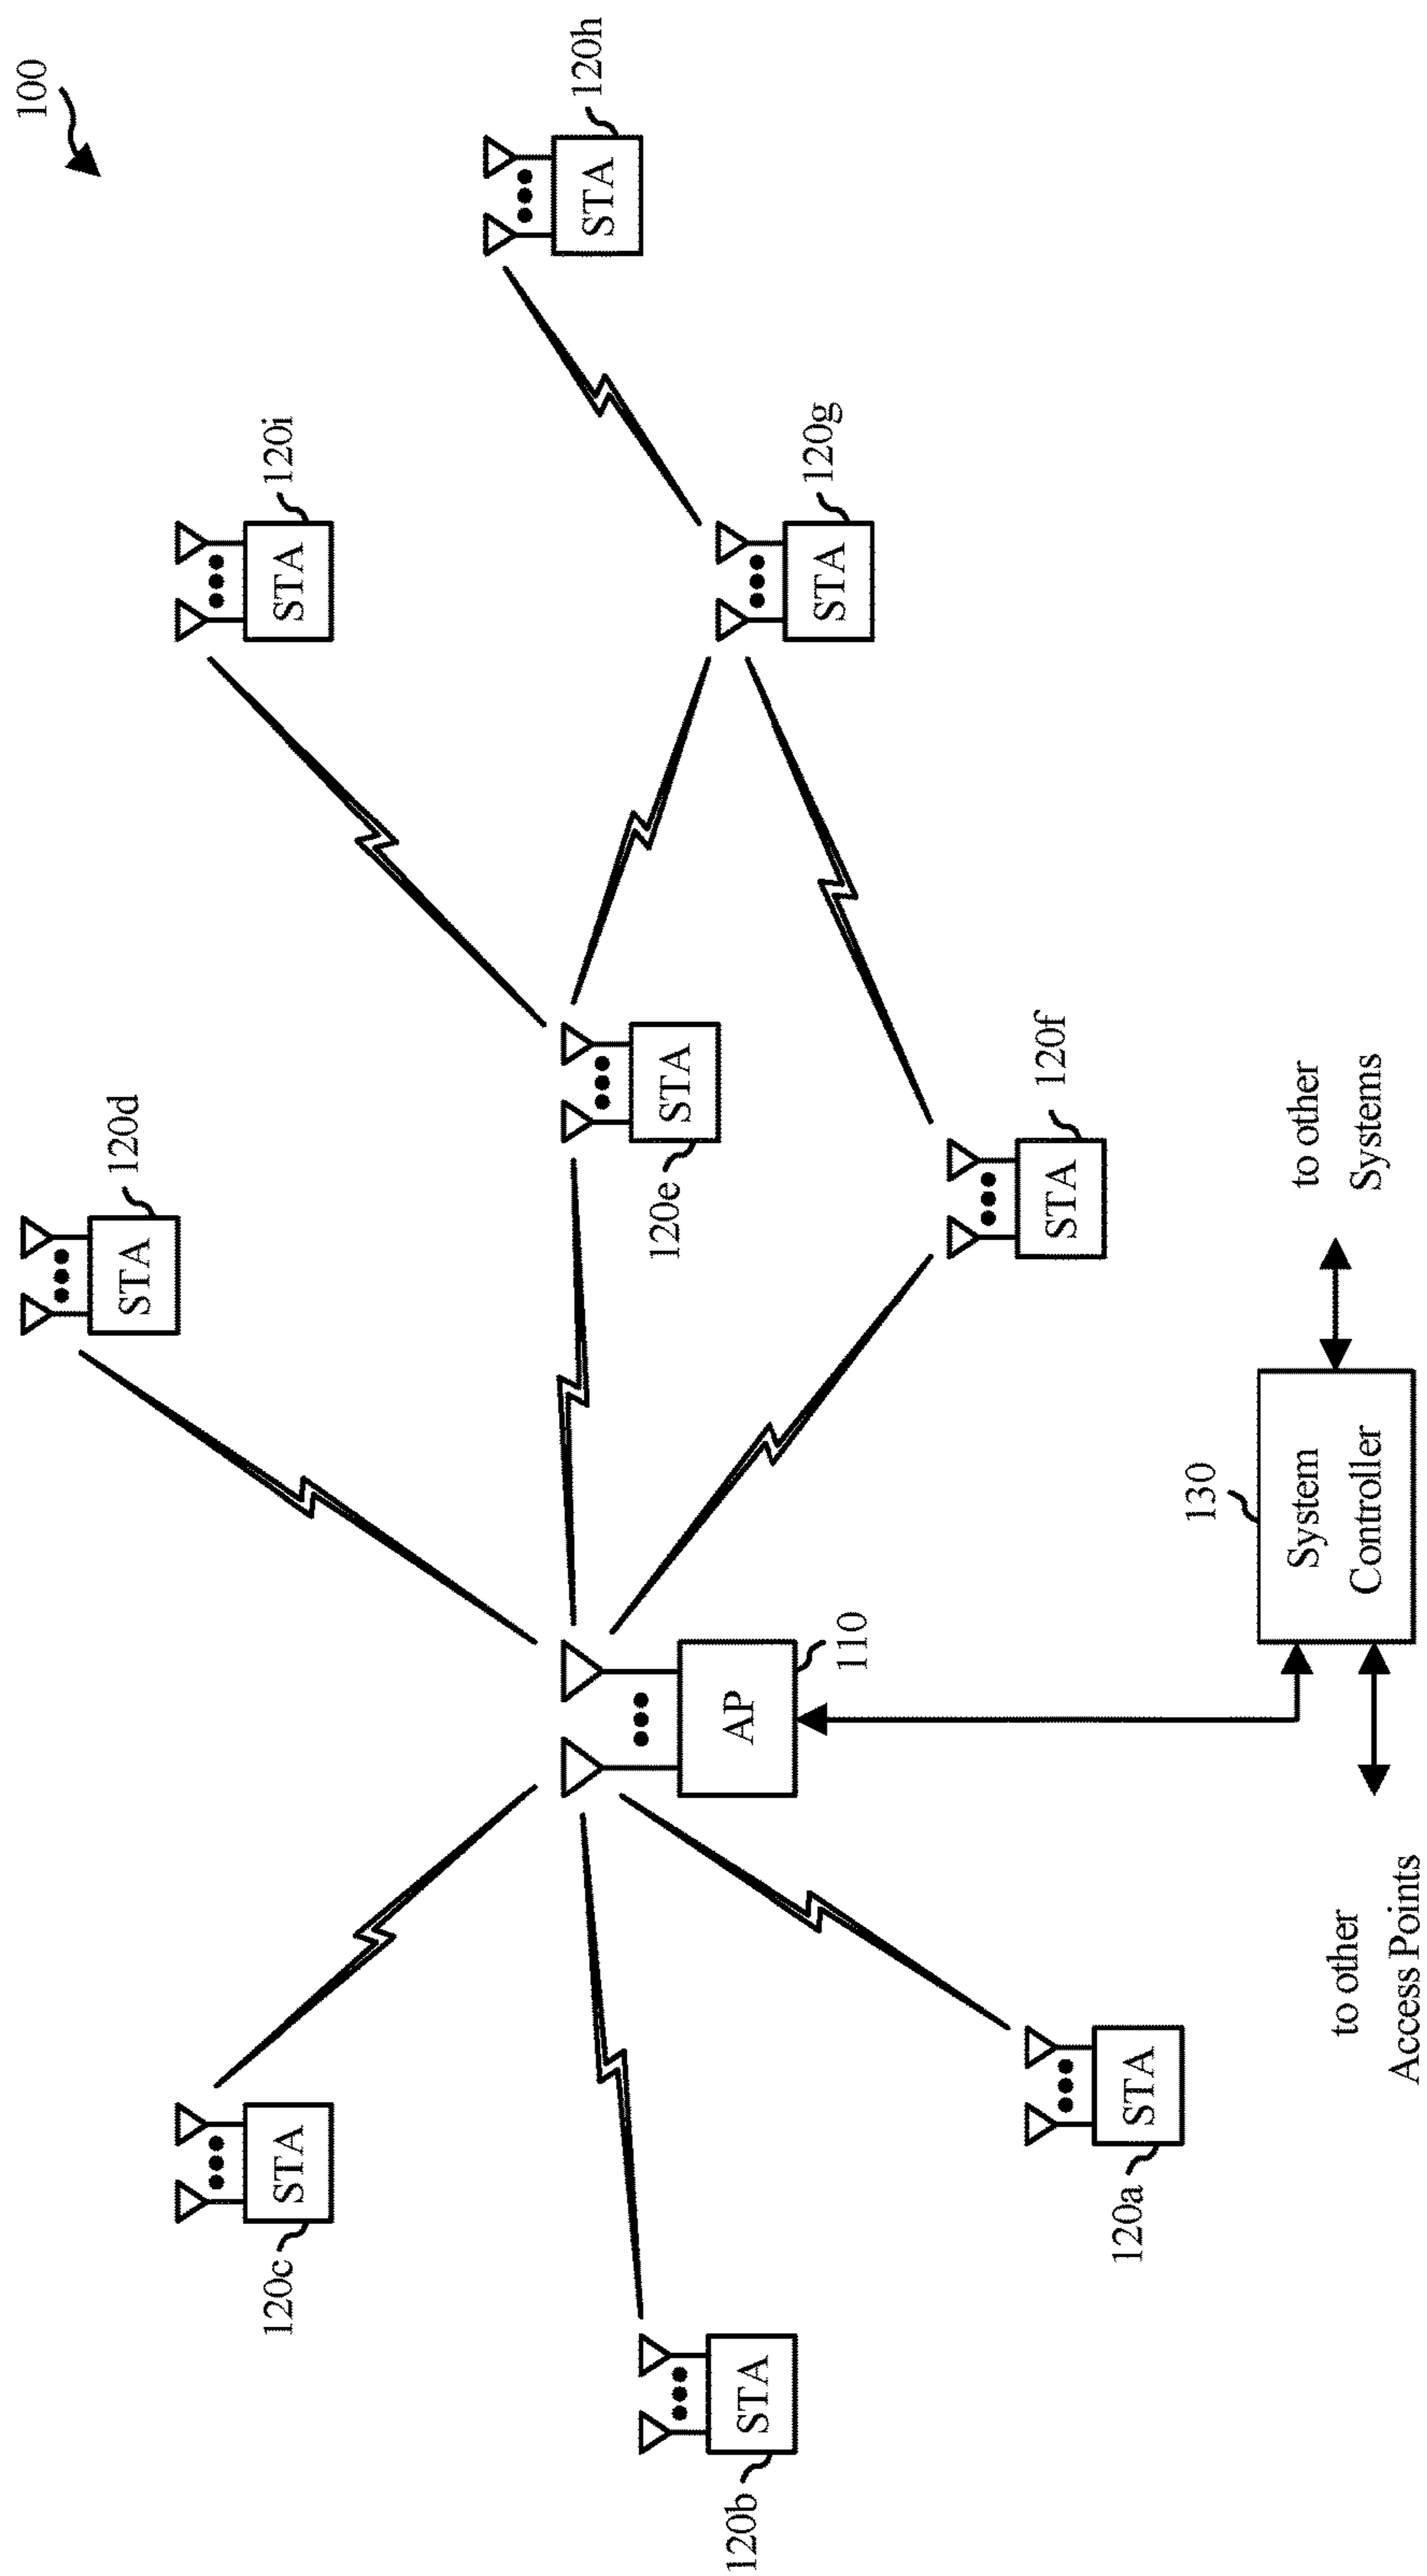 100
120d
STA
120c
STA
120i
STA
120h
STA
120e
STA
120b
STA
AP
110
120g
STA
120f
STA
120a
STA
130
System
Controller
to other
Systems
to other
Access Points